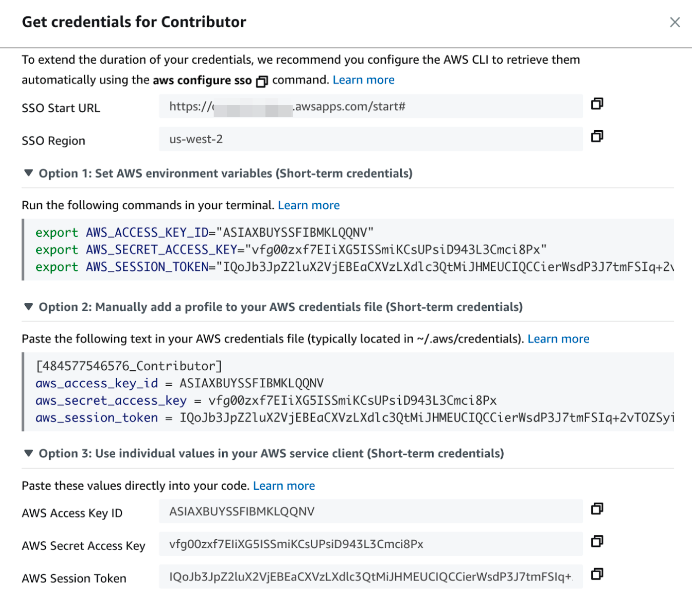 Get credentials for Contributor
To extend the duration of your credentials, we recommend you configure the AWS CLI to retrieve them
automatically using the aws configure sso command. Learn more
SSO Start URL https:// .awsapps.com/start#
SSO Region us-west-2
▼ Option 1: Set AWS environment variables (Short-term credentials)
Run the following commands in your terminal. Learn more
export AWS_ACCESS_KEY_ID="ASIAXBUYSSFIBMKLQQNV"
export AWS_SECRET_ACCESS_KEY="vfg00zxf7EIiXG5ISSmiKCsUPsiD943L3Cmci8Px"
export AWS_SESSION_TOKEN="IQoJb3JpZ2luX2VjEBEaCXVzLXdlc3QtMiJHMEUCIQCCierWsdP3J7tmFSIq+2v
▼ Option 2: Manually add a profile to your AWS credentials file (Short-term credentials)
Paste the following text in your AWS credentials file (typically located in ~/.aws/credentials). Learn more
[484577546576_Contributor]
aws_access_key_id = ASIAXBUYSSFIBMKLQQNV
aws_secret_access_key = vfg00zxf7EIiXG5ISSmiKCsUPsiD943L3Cmci8Px
aws_session_token = IQoJb3JpZ2luX2VjEBEaCXVzLXdlc3QtMiJHMEUCIQCCierWsdP3J7tmFSIq+2vTOZSyi
▼ Option 3: Use individual values in your AWS service client (Short-term credentials)
Paste these values directly into your code. Learn more
AWS Access Key ID ASIAXBUYSSFIBMKLQQNV
AWS Secret Access Key vfg00zxf7EIiXG5ISSmiKCsUPsiD943L3Cmci8Px
AWS Session Token IQoJb3JpZ2luX2VjEBEaCXVzLXdlc3QtMiJHMEUCIQCCierWsdP3J7tmFSIq+